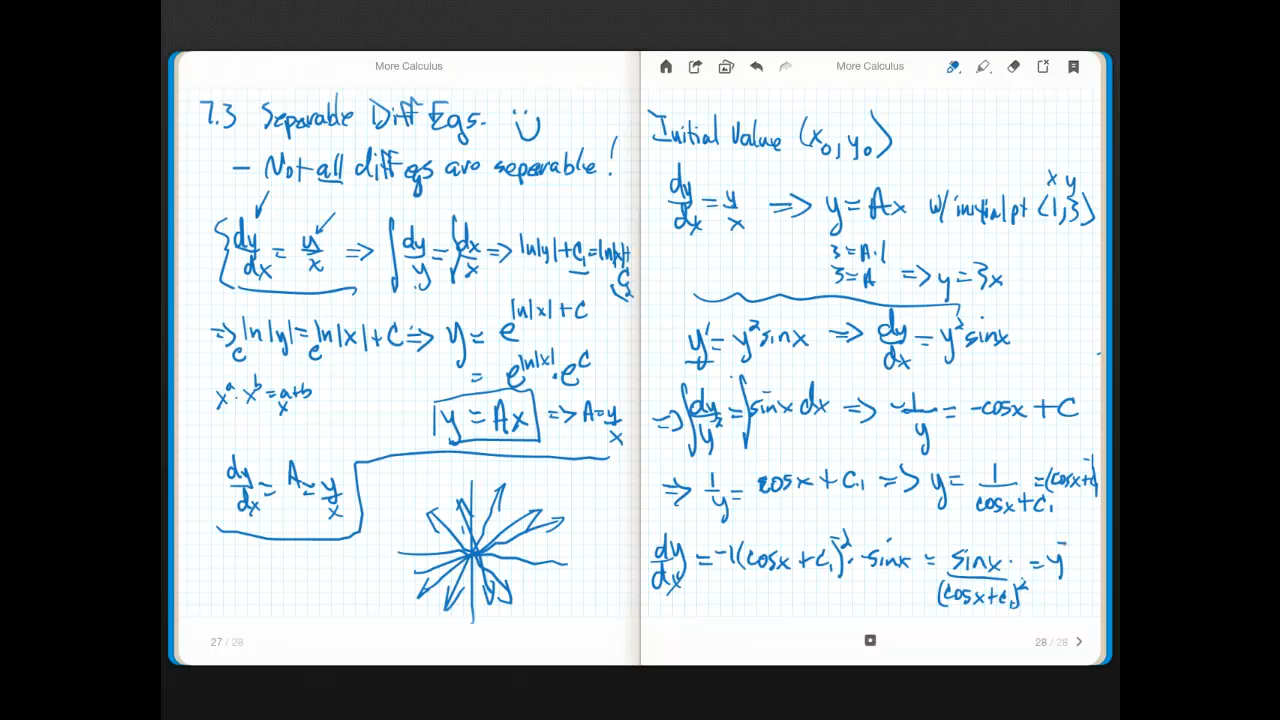 More Calculus
7.3 Separable Diff Eqs. :)
- Not all diff eqs are separable!
dy/dx = y/x => ∫ dy/y = ∫ dx/x => ln|y| + C₁ = ln|x| + C₂
=> e^ln|y| = e^ln|x| + C => y = e^(ln|x| + C)
= e^ln|x| · e^C
x^a · x^b = x^(a+b)
y = Ax => A = y/x
dy/dx = A = y/x
27 / 28
More Calculus
Initial Value (x₀, y₀)
x y
dy/dx = y/x => y = Ax w/ initial pt (1, 3)
3 = A·1
3 = A => y = 3x
y' = y² sin x => dy/dx = y² sin x
=> ∫ dy/y² = ∫ sin x dx => -1/y = -cos x + C
=> 1/y = cos x + C₁ => y = 1/(cos x + C₁) = (cos x + C
dy/dx = -1(cos x + C₁)^-2 · -sin x = sin x · /(cos x + C₁)² = y
28 / 28